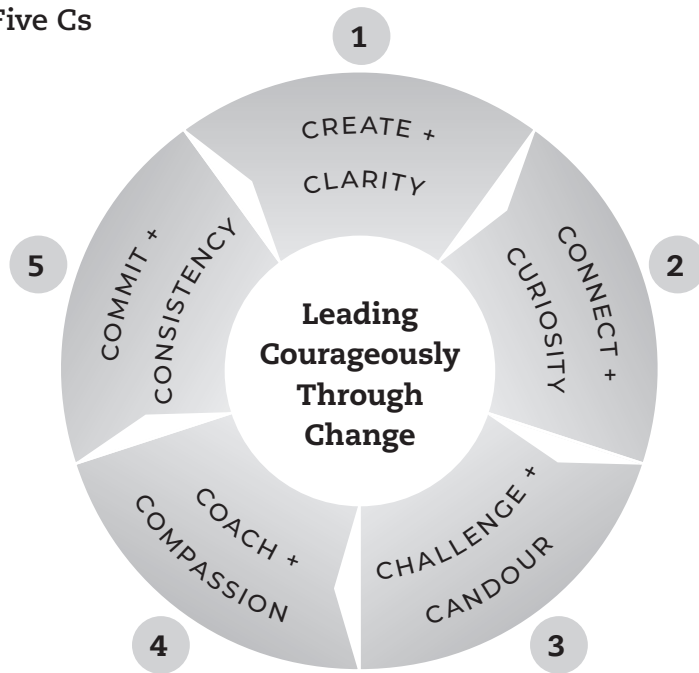 Five Cs
1
CREATE +
CLARITY
2
CONNECT +
CURIOSITY
3
CHALLENGE +
CANDOUR
4
COACH +
COMPASSION
5
COMMIT +
CONSISTENCY
Leading
Courageously
Through
Change